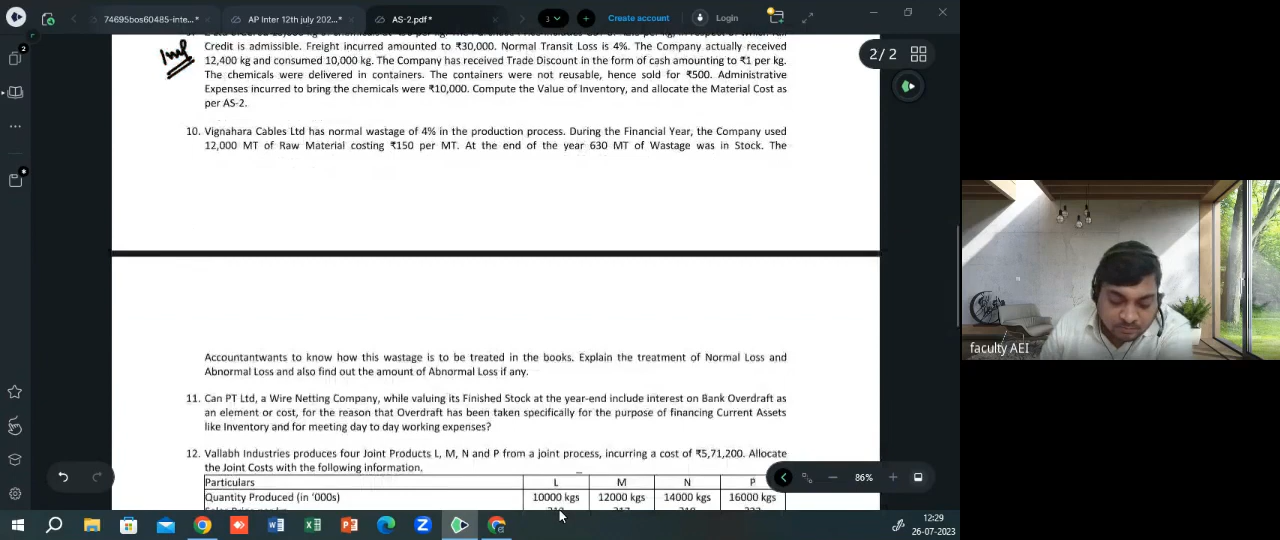 74695bos60485-inte...*
AP Inter 12th july 202...*
AS-2.pdf*
3
Create account
Login
2
2 / 2
Imp
Credit is admissible. Freight incurred amounted to ₹30,000. Normal Transit Loss is 4%. The Company actually received
12,400 kg and consumed 10,000 kg. The Company has received Trade Discount in the form of cash amounting to ₹1 per kg.
The chemicals were delivered in containers. The containers were not reusable, hence sold for ₹500. Administrative
Expenses incurred to bring the chemicals were ₹10,000. Compute the Value of Inventory, and allocate the Material Cost as
per AS-2.
10. Vignahara Cables Ltd has normal wastage of 4% in the production process. During the Financial Year, the Company used
12,000 MT of Raw Material costing ₹150 per MT. At the end of the year 630 MT of Wastage was in Stock. The
Accountantwants to know how this wastage is to be treated in the books. Explain the treatment of Normal Loss and
Abnormal Loss and also find out the amount of Abnormal Loss if any.
11. Can PT Ltd, a Wire Netting Company, while valuing its Finished Stock at the year-end include interest on Bank Overdraft as
an element or cost, for the reason that Overdraft has been taken specifically for the purpose of financing Current Assets
like Inventory and for meeting day to day working expenses?
12. Vallabh Industries produces four Joint Products L, M, N and P from a joint process, incurring a cost of ₹5,71,200. Allocate
the Joint Costs with the following information,
Particulars L M N P
Quantity Produced (in '000s) 10000 kgs 12000 kgs 14000 kgs 16000 kgs
86%
faculty AEI
12:29
26-07-2023